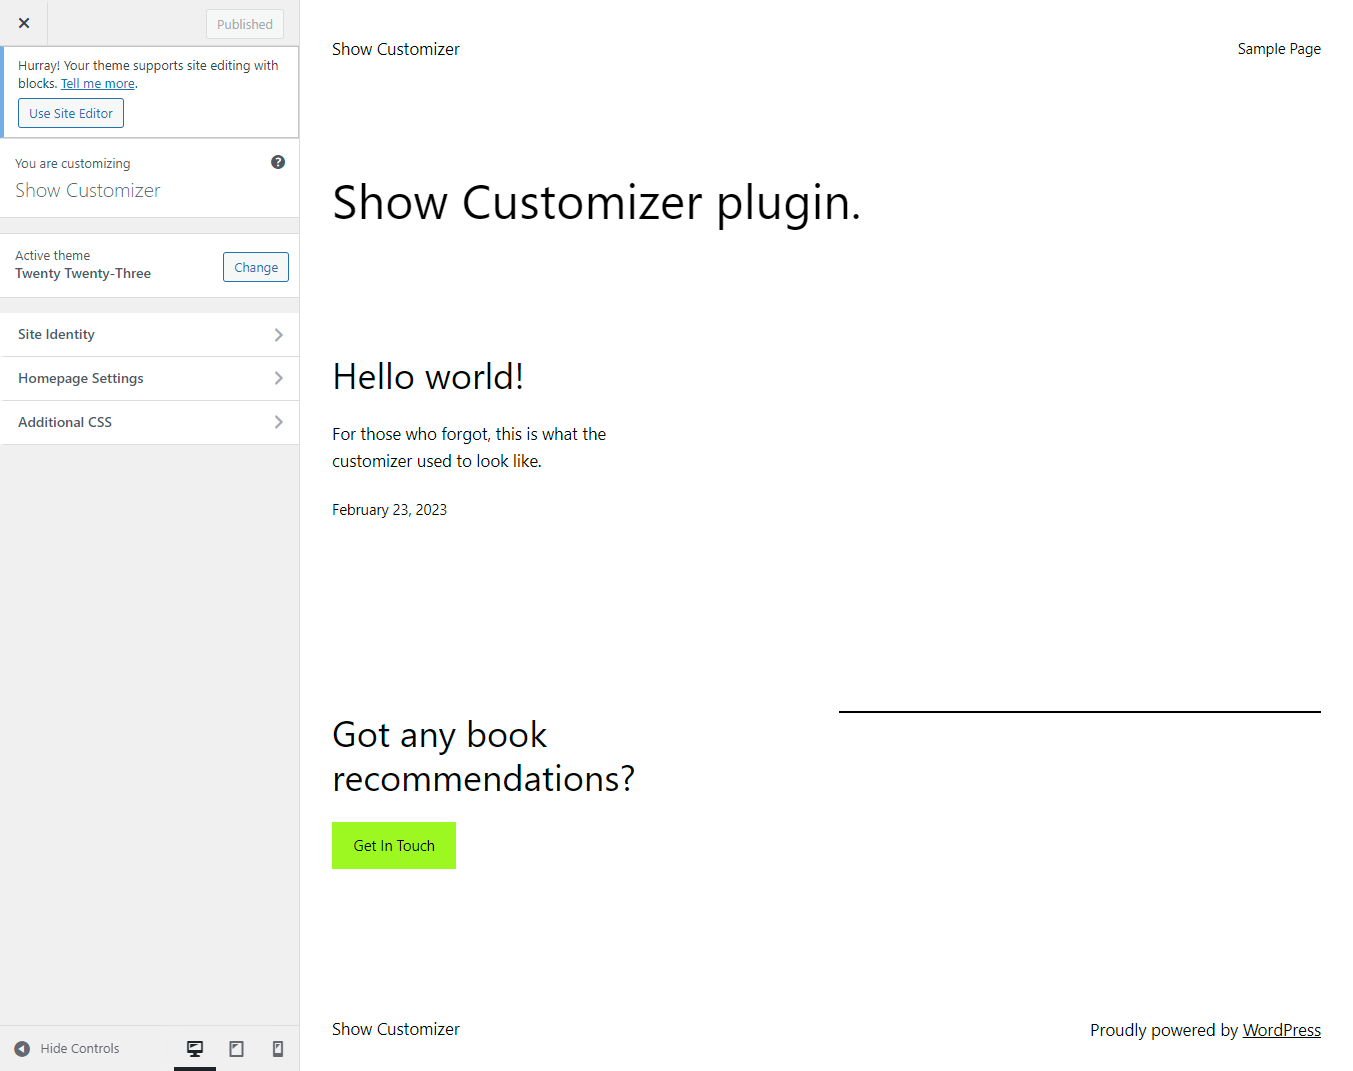 Published
Hurray! Your theme supports site editing with
blocks. Tell me more.
Use Site Editor
You are customizing
Show Customizer
Active theme
Twenty Twenty-Three
Change
Site Identity
Homepage Settings
Additional CSS
Hide Controls
Show Customizer
Sample Page
Show Customizer plugin.
Hello world!
For those who forgot, this is what the
customizer used to look like.
February 23, 2023
Got any book
recommendations?
Get In Touch
Show Customizer
Proudly powered by WordPress